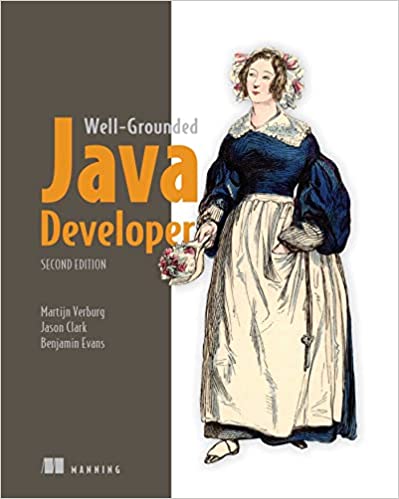 Well-Grounded
Java
Developer
SECOND EDITION
Martijn Verburg
Jason Clark
Benjamin Evans
MANNING